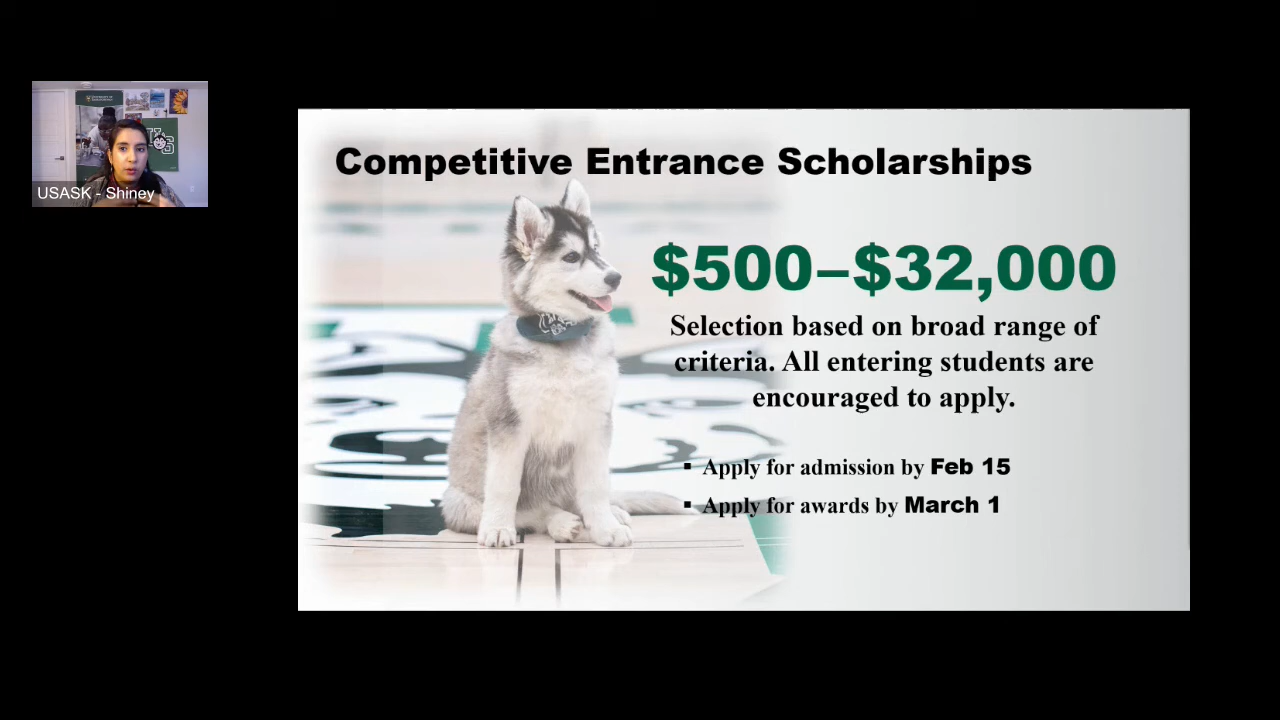 USASK - Shiney
Competitive Entrance Scholarships
$500–$32,000
Selection based on broad range of
criteria. All entering students are
encouraged to apply.
▪ Apply for admission by Feb 15
▪ Apply for awards by March 1